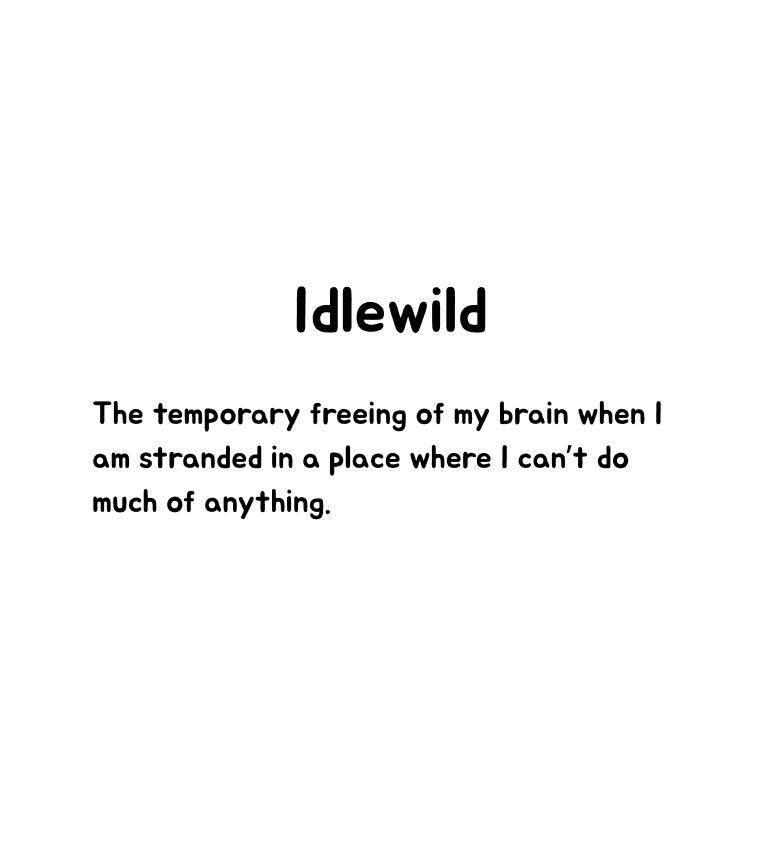 Idlewild
The temporary freeing of my brain when I
am stranded in a place where I can't do
much of anything.